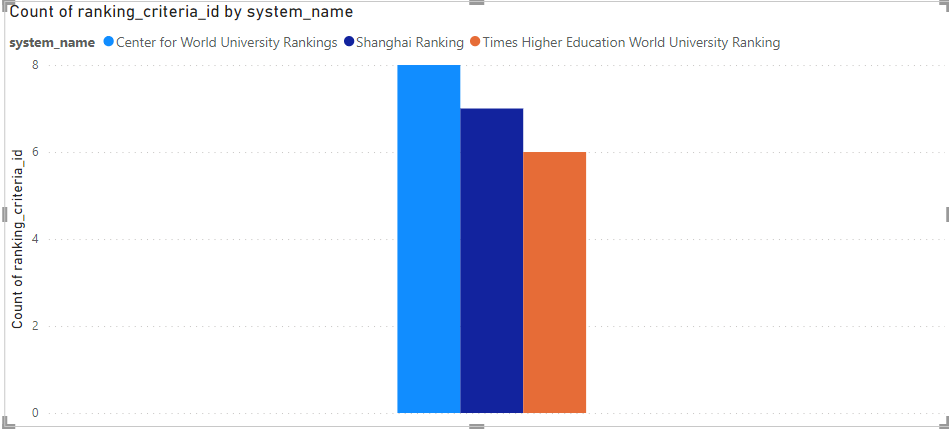 Count of ranking_criteria_id by system_name
system_name Center for World University Rankings Shanghai Ranking Times Higher Education World University Ranking
8
6
4
2
0
Count of ranking_criteria_id